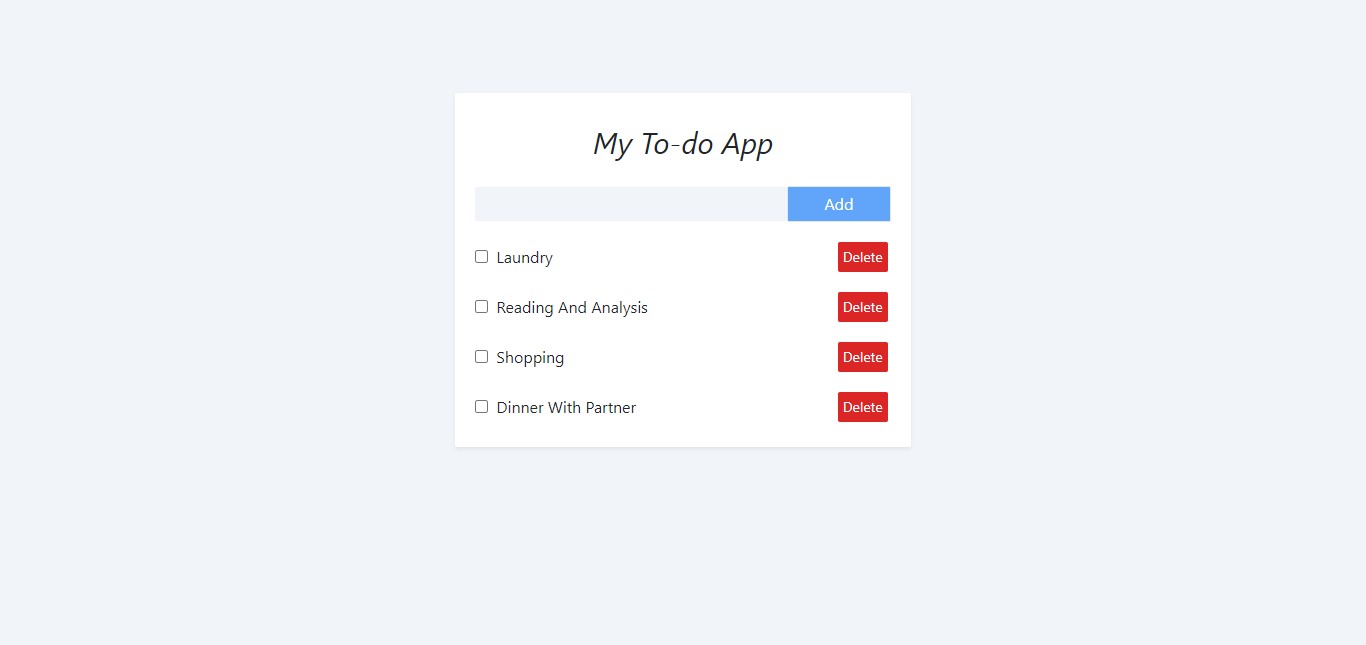 My To-do App
Add
Laundry Delete
Reading And Analysis Delete
Shopping Delete
Dinner With Partner Delete